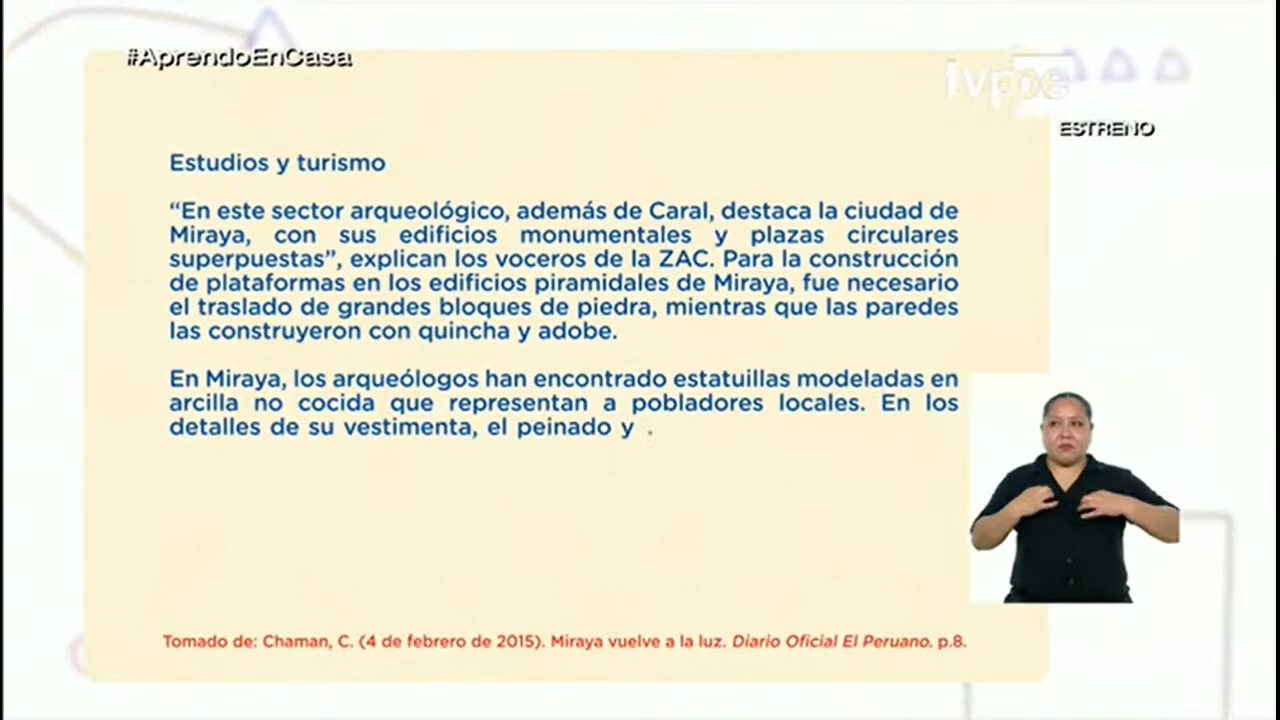 #AprendoEnCasa
tvpe
ESTRENO
Estudios y turismo
“En este sector arqueológico, además de Caral, destaca la ciudad de
Miraya, con sus edificios monumentales y plazas circulares
superpuestas”, explican los voceros de la ZAC. Para la construcción
de plataformas en los edificios piramidales de Miraya, fue necesario
el traslado de grandes bloques de piedra, mientras que las paredes
las construyeron con quincha y adobe.
En Miraya, los arqueólogos han encontrado estatuillas modeladas en
arcilla no cocida que representan a pobladores locales. En los
detalles de su vestimenta, el peinado y
Tomado de: Chaman, C. (4 de febrero de 2015). Miraya vuelve a la luz. Diario Oficial El Peruano. p.8.